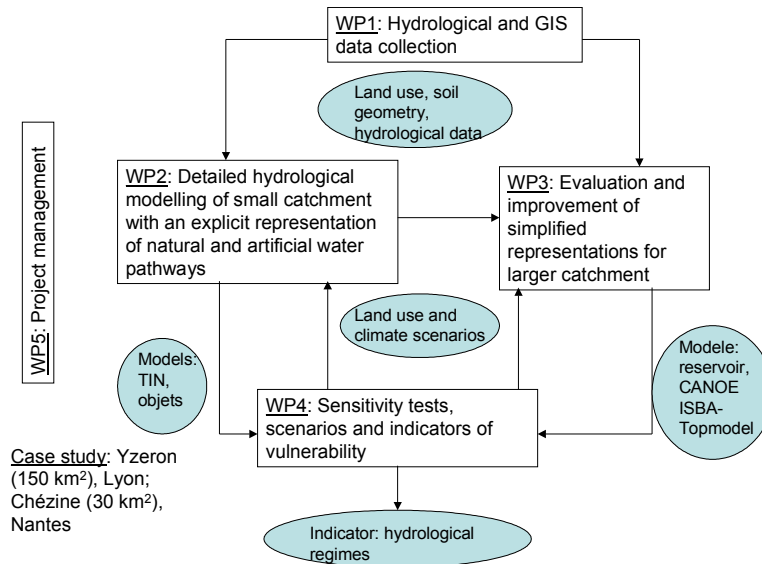 WP1: Hydrological and GIS
data collection
Land use, soil
geometry,
hydrological data
WP5: Project management
WP2: Detailed hydrological
modelling of small catchment
with an explicit representation
of natural and artificial water
pathways
WP3: Evaluation and
improvement of
simplified
representations for
larger catchment
Land use and
climate scenarios
Models:
TIN,
objets
Modele:
reservoir,
CANOE
ISBA-
Topmodel
WP4: Sensitivity tests,
scenarios and indicators of
vulnerability
Case study: Yzeron
(150 km²), Lyon;
Chézine (30 km²),
Nantes
Indicator: hydrological
regimes